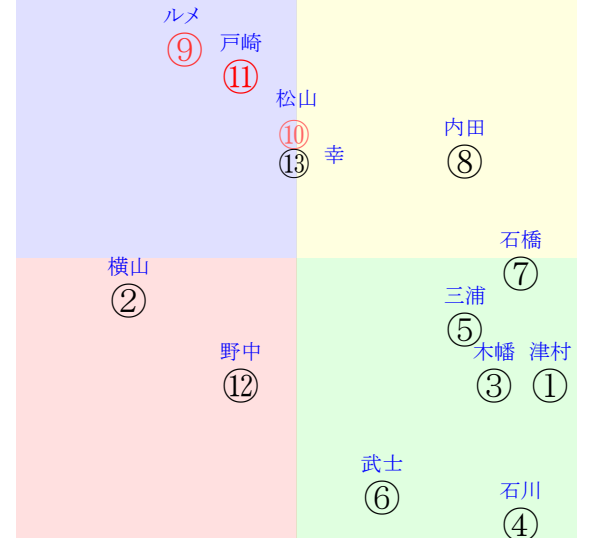 ルメ
⑨
戸崎
⑪
松山
⑩
⑬ 幸
内田
⑧
石橋
⑦
横山
②
三浦
⑤
野中
⑫
木幡
③
津村
①
武士
⑥
石川
④